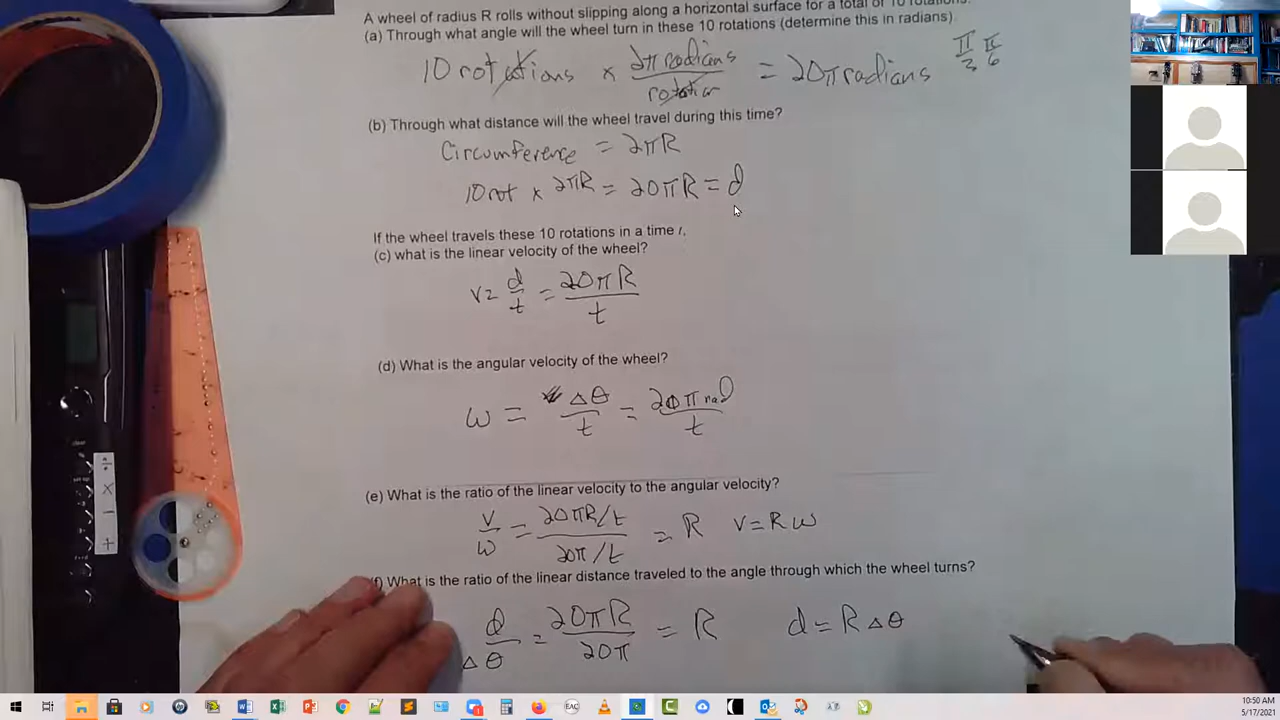 A wheel of radius R rolls without slipping along a horizontal surface for a total of 10 rotations.
(a) Through what angle will the wheel turn in these 10 rotations (determine this in radians).
10 rotations × 2π radians / rotation = 20π radians π/3 π/6
(b) Through what distance will the wheel travel during this time?
Circumference = 2πR
10 rot × 2πR = 20πR = d
If the wheel travels these 10 rotations in a time t,
(c) what is the linear velocity of the wheel?
v = d/t = 20πR/t
(d) What is the angular velocity of the wheel?
ω = Δθ/t = 20π rad/t
(e) What is the ratio of the linear velocity to the angular velocity?
v/ω = 20πR/t / 20π/t = R v = Rω
(f) What is the ratio of the linear distance traveled to the angle through which the wheel turns?
d/Δθ = 20πR/20π = R d = RΔθ
10:50 AM
5/17/2021